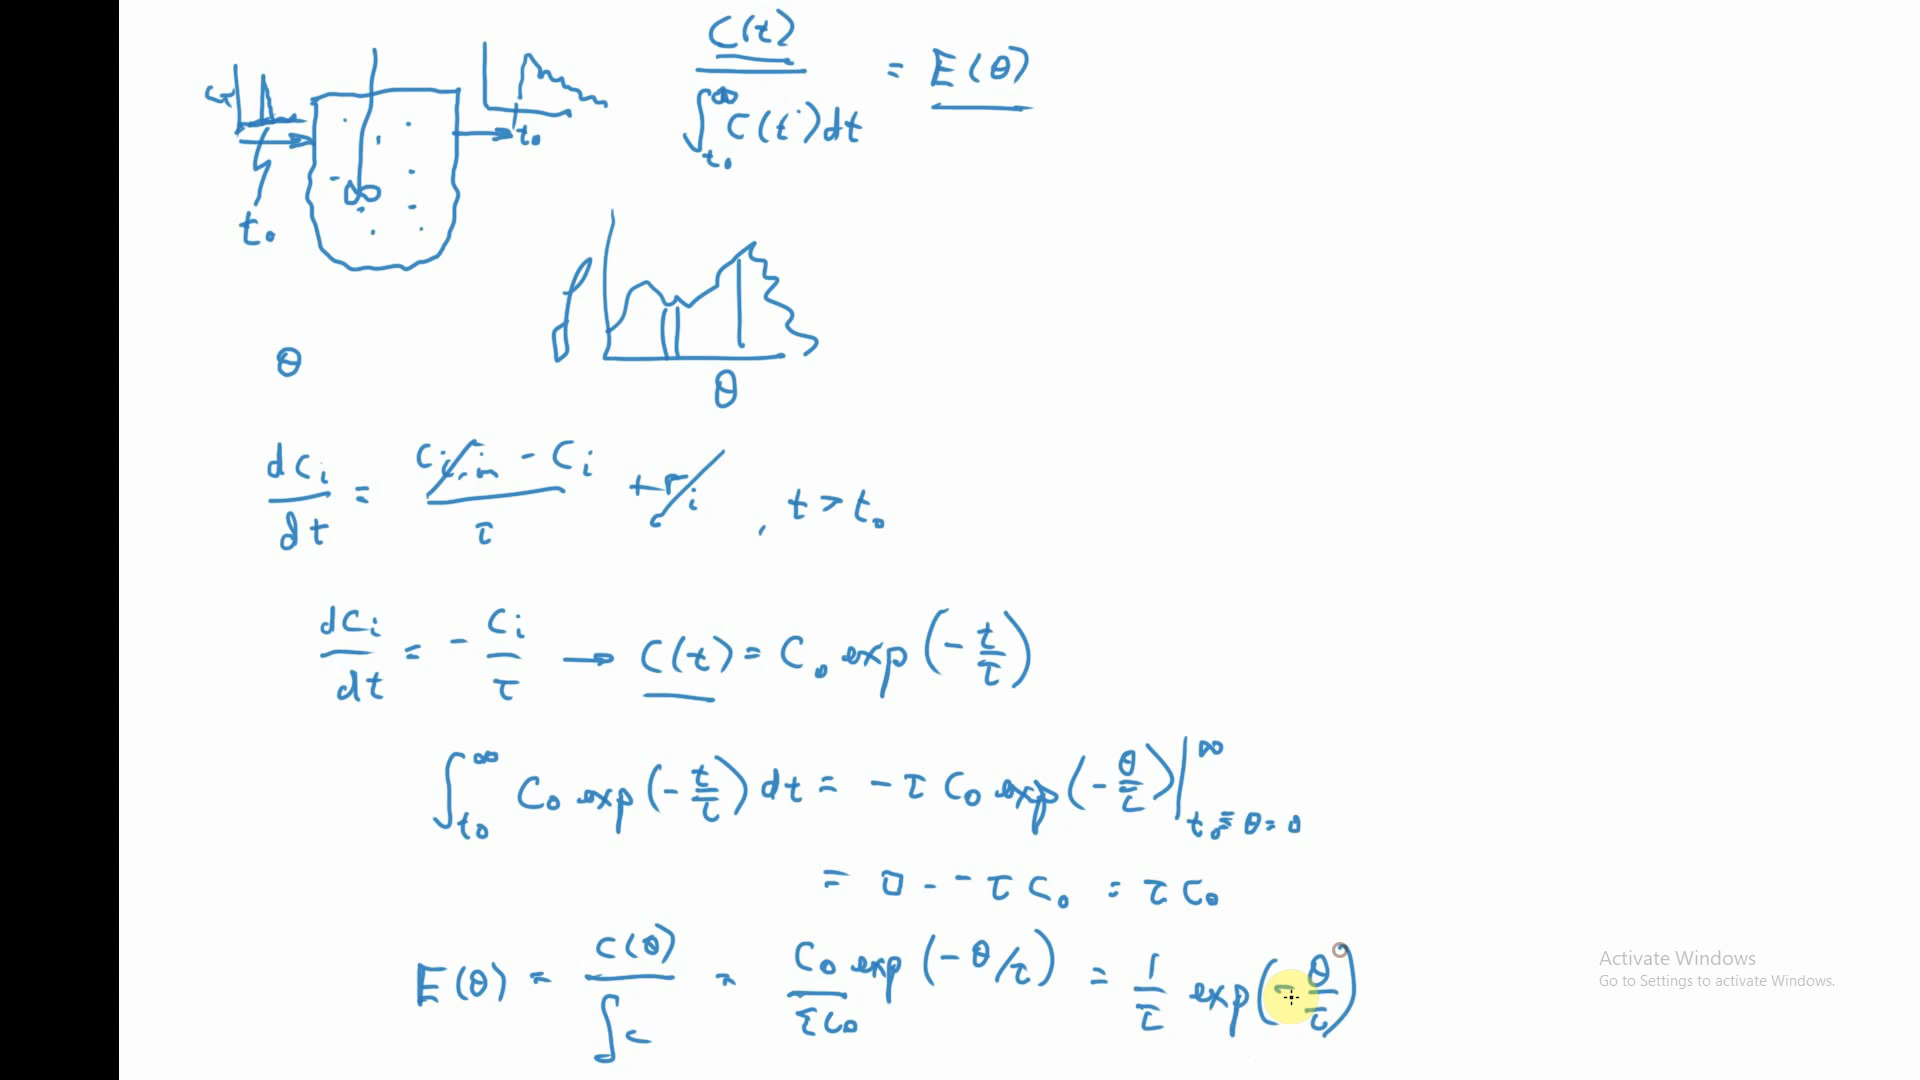 C(t) / ∫_{t₀}^{∞} C(t)dt = E(θ)
t₀
t₀
θ
θ
dCᵢ/dt = (Cᵢ,ᵢₙ - Cᵢ)/τ + rᵢ , t > t₀
dCᵢ/dt = - Cᵢ/τ → C(t) = C₀ exp(- t/τ)
∫_{t₀}^{∞} C₀ exp(- t/τ) dt = - τ C₀ exp(- θ/τ) |_{t₀ ≡ θ = 0}^{∞}
= 0 - - τ C₀ = τ C₀
E(θ) = C(θ)/∫c = C₀ exp(- θ/τ) / τC₀ = 1/τ exp(- θ/τ)
Activate Windows
Go to Settings to activate Windows.